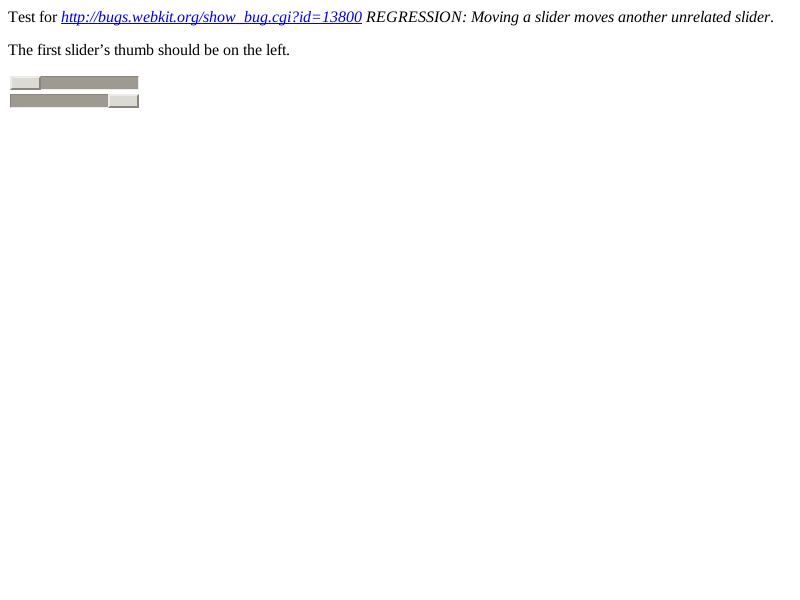 Test for http://bugs.webkit.org/show_bug.cgi?id=13800 REGRESSION: Moving a slider moves another unrelated slider.
The first slider’s thumb should be on the left.